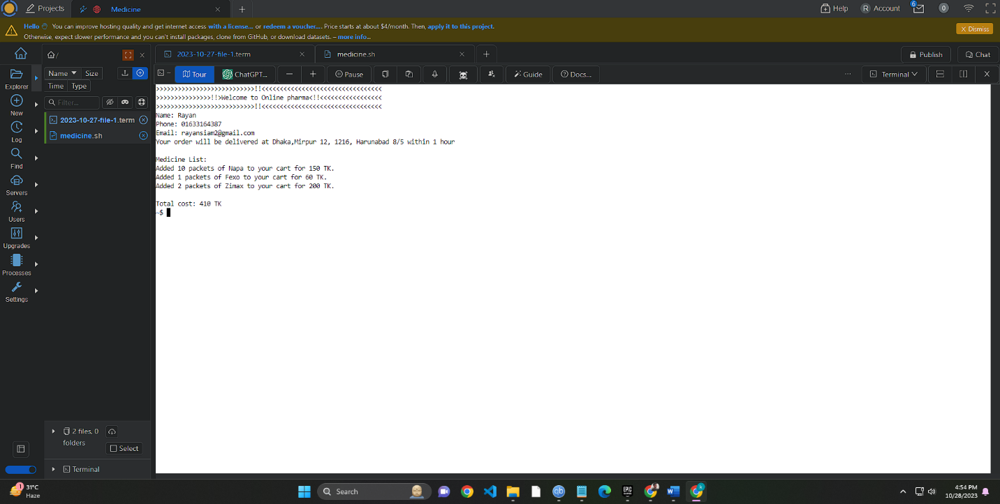 Projects
Medicine
Help
Account
6
0
Hello You can improve hosting quality and get internet access with a license... or redeem a voucher.... Price starts at about $4/month. Then, apply it to this project.
Otherwise, expect slower performance and you can't install packages, clone from GitHub, or download datasets. – more info...
Dismiss
2023-10-27-file-1.term
medicine.sh
Publish
Chat
Explorer
Name
Size
Time
Type
Tour
ChatGPT...
Pause
Guide
Docs...
Terminal
New
Log
Find
Servers
Users
Upgrades
Processes
Settings
Filter...
2023-10-27-file-1.term
medicine.sh
>>>>>>>>>>>>>>>>>>>>>>>>>>>!!<<<<<<<<<<<<<<<<<<<<<<<<<<<<<<<<<
>>>>>>>>>>>>>>>!!>Welcome to Online pharma<!!<<<<<<<<<<<<<<<<<
>>>>>>>>>>>>>>>>>>>>>>>>>>>!!<<<<<<<<<<<<<<<<<<<<<<<<<<<<<<<<<
Name: Rayan
Phone: 01633164387
Email: rayansiam2@gmail.com
Your order will be delivered at Dhaka,Mirpur 12, 1216, Harunabad 8/5 within 1 hour
Medicine List:
Added 10 packets of Napa to your cart for 150 TK.
Added 1 packets of Fexo to your cart for 60 TK.
Added 2 packets of Zimax to your cart for 200 TK.
Total cost: 410 TK
~$
2 files, 0
folders
Select
Terminal
1
31°C
Haze
Search
4:54 PM
10/28/2023